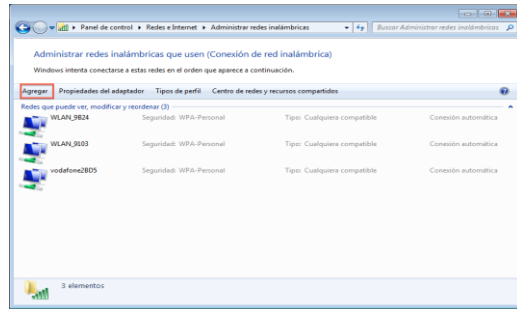 Panel de control ▸ Redes e Internet ▸ Administrar redes inalámbricas
Buscar Administrar redes inalámbricas
Administrar redes inalámbricas que usen (Conexión de red inalámbrica)
Windows intenta conectarse a estas redes en el orden que aparece a continuación.
Agregar Propiedades del adaptador Tipos de perfil Centro de redes y recursos compartidos
Redes que puede ver, modificar y reordenar (3)
WLAN_9B24 Seguridad: WPA-Personal Tipo: Cualquiera compatible Conexión automática
WLAN_9103 Seguridad: WPA-Personal Tipo: Cualquiera compatible Conexión automática
vodafone2BD5 Seguridad: WPA-Personal Tipo: Cualquiera compatible Conexión automática
3 elementos